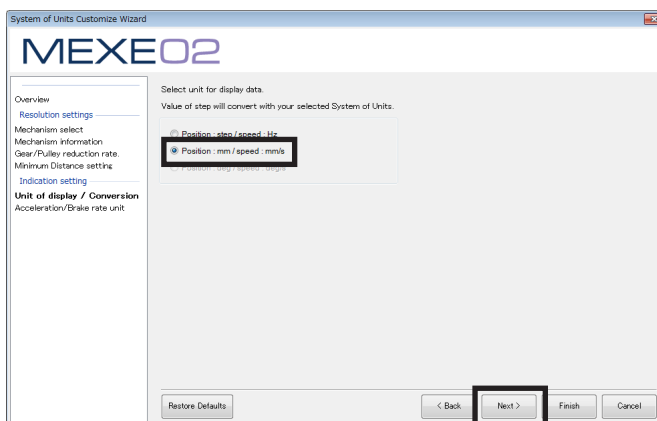 System of Units Customize Wizard
MEXE02
Overview
Resolution settings
Mechanism select
Mechanism information
Gear/Pulley reduction rate.
Minimum Distance setting
Indication setting
Unit of display / Conversion
Acceleration/Brake rate unit
Select unit for display data.
Value of step will convert with your selected System of Units.
Position : step / speed : Hz
Position : mm / speed : mm/s
Position : deg / speed : deg/s
Restore Defaults
< Back
Next >
Finish
Cancel